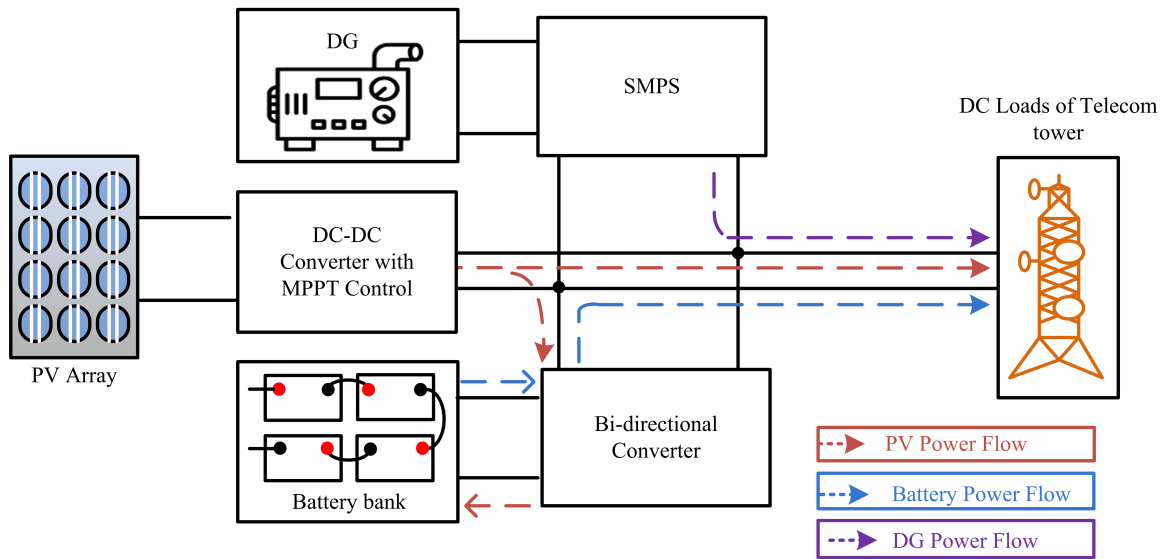 DG
SMPS
DC Loads of Telecom
tower
DC-DC
Converter with
MPPT Control
PV Array
Bi-directional
Converter
Battery bank
PV Power Flow
Battery Power Flow
DG Power Flow